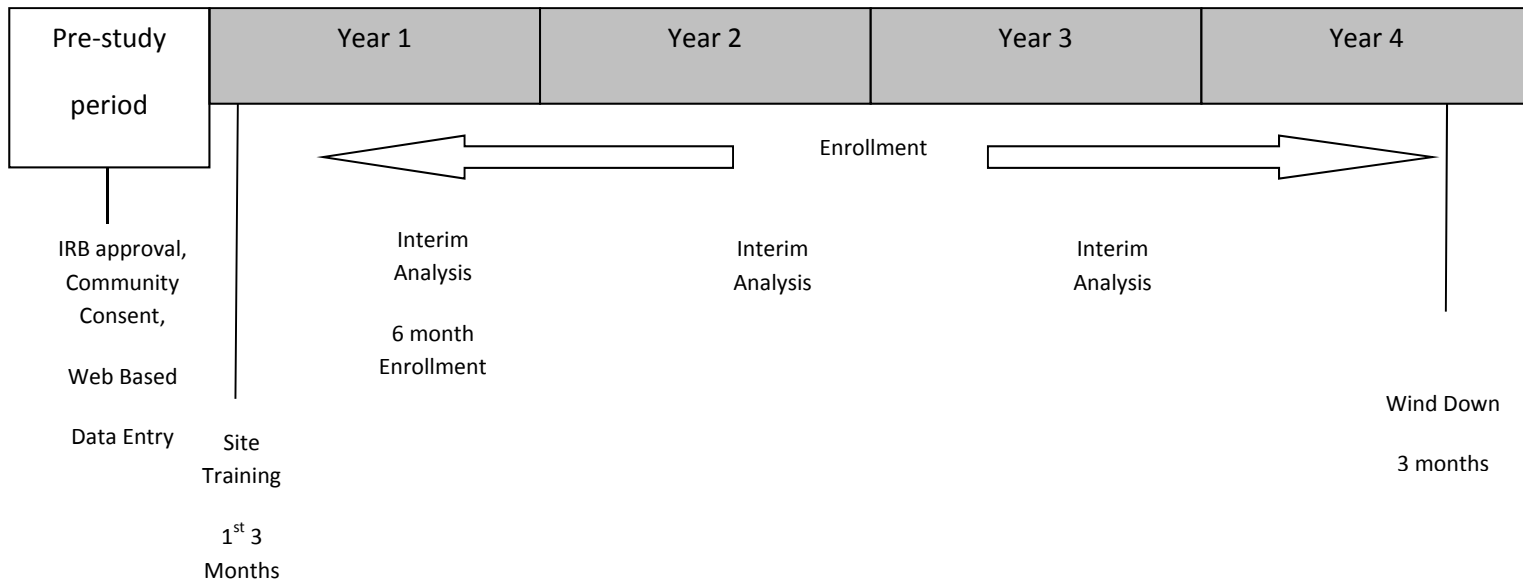 Pre-study
period
Year 1
Year 2
Year 3
Year 4
Enrollment
IRB approval,
Community
Consent,
Web Based
Data Entry
Interim
Analysis
6 month
Enrollment
Interim
Analysis
Interim
Analysis
Site
Training
1st 3
Months
Wind Down
3 months